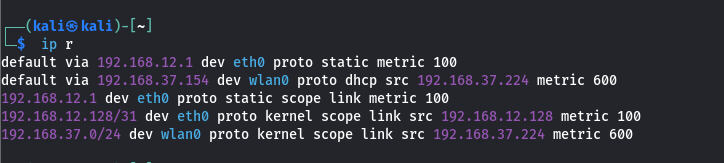 ┌──(kali㉿kali)-[~]
└─$ ip r
default via 192.168.12.1 dev eth0 proto static metric 100
default via 192.168.37.154 dev wlan0 proto dhcp src 192.168.37.224 metric 600
192.168.12.1 dev eth0 proto static scope link metric 100
192.168.12.128/31 dev eth0 proto kernel scope link src 192.168.12.128 metric 100
192.168.37.0/24 dev wlan0 proto kernel scope link src 192.168.37.224 metric 600